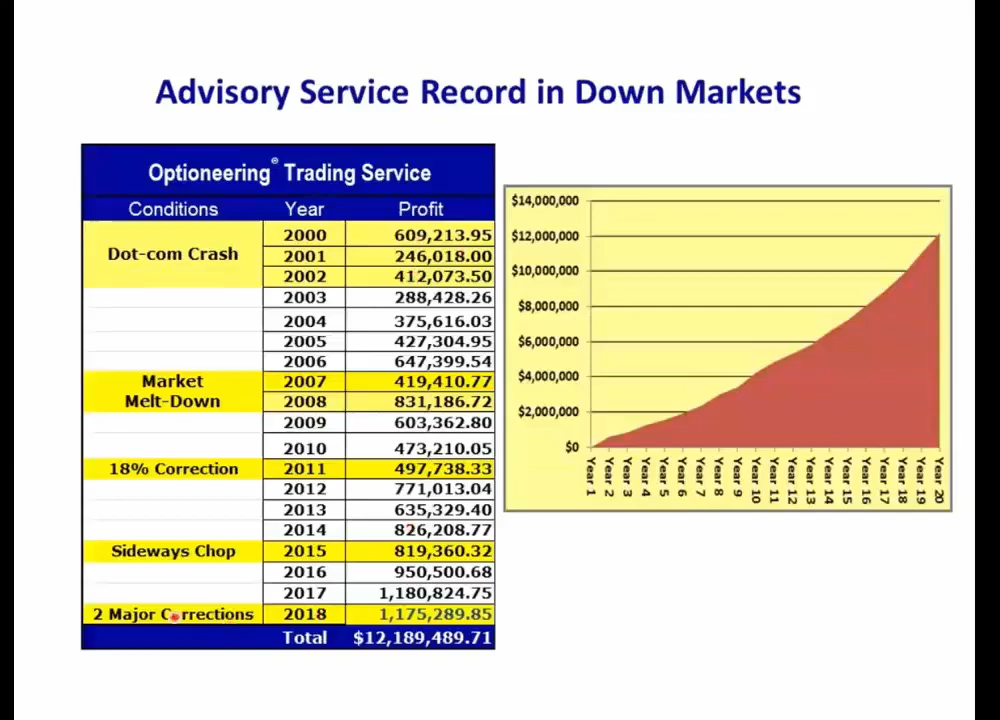 Advisory Service Record in Down Markets
Optioneering® Trading Service
Conditions Year Profit
Dot-com Crash
2000 609,213.95
2001 246,018.00
2002 412,073.50
2003 288,428.26
2004 375,616.03
2005 427,304.95
2006 647,399.54
Market
Melt-Down
2007 419,410.77
2008 831,186.72
2009 603,362.80
2010 473,210.05
18% Correction 2011 497,738.33
2012 771,013.04
2013 635,329.40
2014 826,208.77
Sideways Chop 2015 819,360.32
2016 950,500.68
2017 1,180,824.75
2 Major Corrections 2018 1,175,289.85
Total $12,189,489.71
$14,000,000
$12,000,000
$10,000,000
$8,000,000
$6,000,000
$4,000,000
$2,000,000
$0
Year 1
Year 2
Year 3
Year 4
Year 5
Year 6
Year 7
Year 8
Year 9
Year 10
Year 11
Year 12
Year 13
Year 14
Year 15
Year 16
Year 17
Year 18
Year 19
Year 20